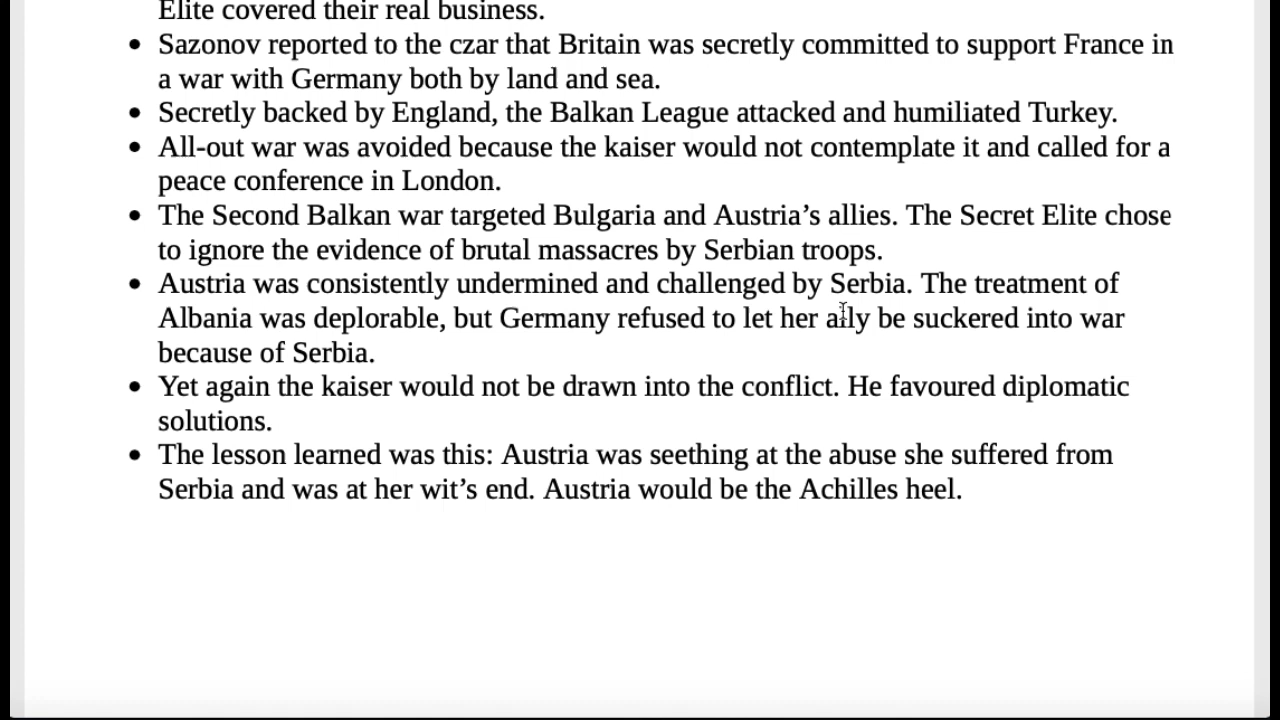 Elite covered their real business.
• Sazonov reported to the czar that Britain was secretly committed to support France in
a war with Germany both by land and sea.
• Secretly backed by England, the Balkan League attacked and humiliated Turkey.
• All-out war was avoided because the kaiser would not contemplate it and called for a
peace conference in London.
• The Second Balkan war targeted Bulgaria and Austria’s allies. The Secret Elite chose
to ignore the evidence of brutal massacres by Serbian troops.
• Austria was consistently undermined and challenged by Serbia. The treatment of
Albania was deplorable, but Germany refused to let her ally be suckered into war
because of Serbia.
• Yet again the kaiser would not be drawn into the conflict. He favoured diplomatic
solutions.
• The lesson learned was this: Austria was seething at the abuse she suffered from
Serbia and was at her wit’s end. Austria would be the Achilles heel.